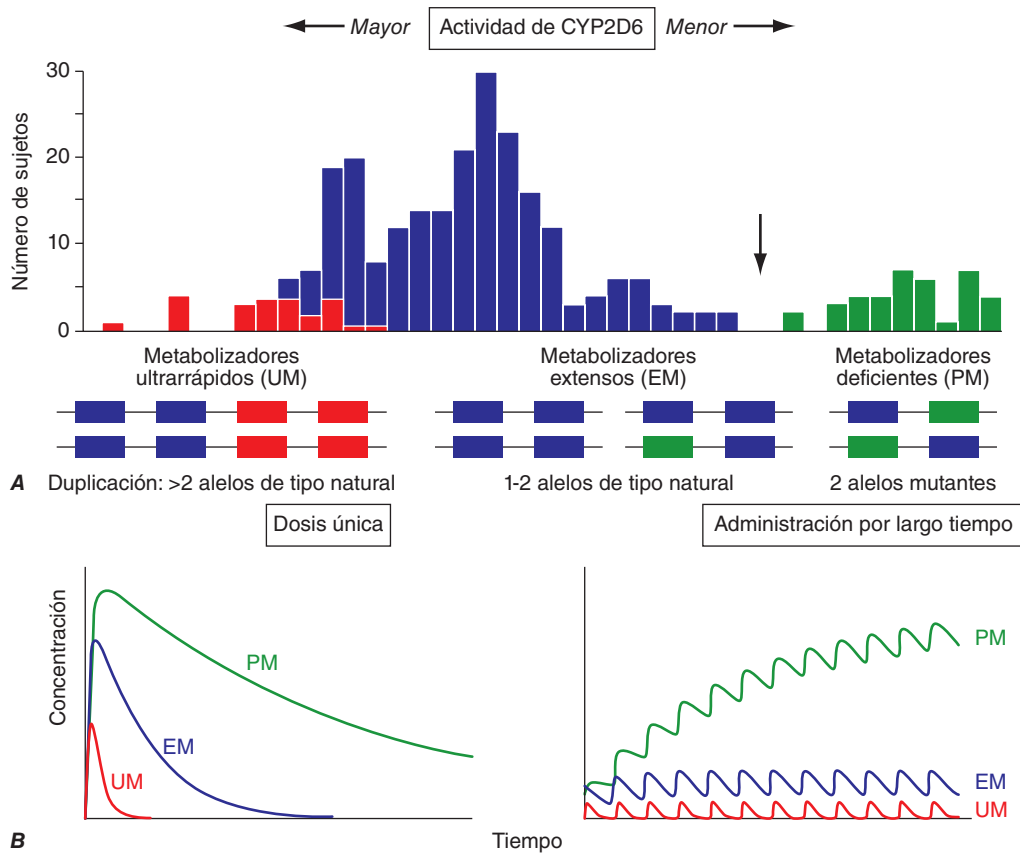 Mayor Actividad de CYP2D6 Menor
Número de sujetos
30
20
10
0
Metabolizadores
ultrarrápidos (UM)
Metabolizadores
extensos (EM)
Metabolizadores
deficientes (PM)
A Duplicación: >2 alelos de tipo natural
1-2 alelos de tipo natural
2 alelos mutantes
Dosis única
Administración por largo tiempo
Concentración
PM
EM
UM
PM
EM
UM
B Tiempo